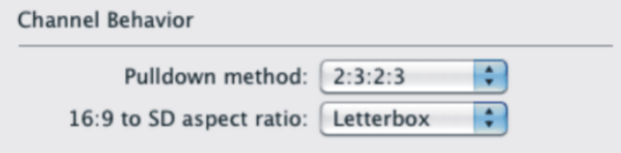 Channel Behavior
Pulldown method: 2:3:2:3
16:9 to SD aspect ratio: Letterbox